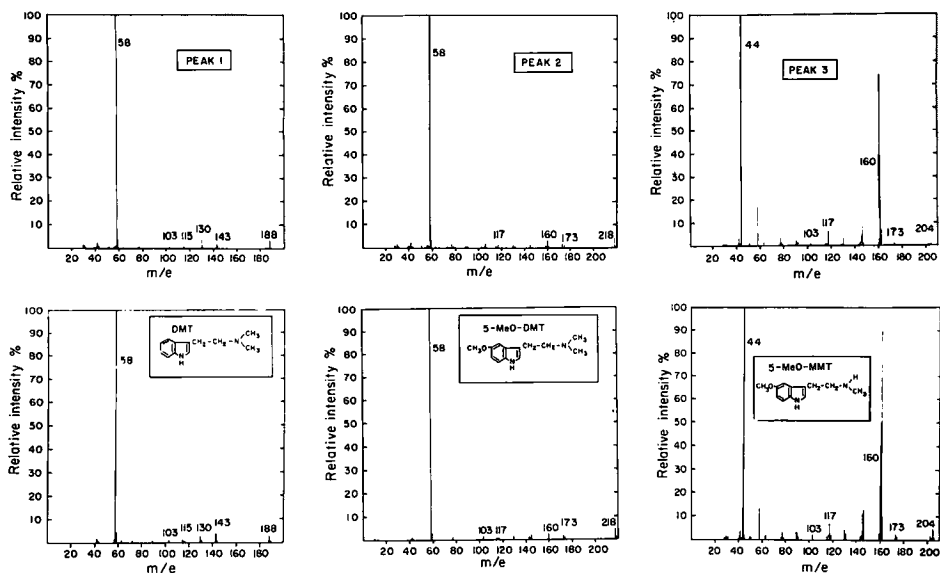 Relative intensity %
100
90
80
70
60
50
40
30
20
10
58
PEAK 1
103 115 130 143 188
20 40 60 80 100 120 140 160 180
m/e
Relative intensity %
100
90
80
70
60
50
40
30
20
10
58
PEAK 2
117 160 173 218
20 40 60 80 100 120 140 160 180 200 220
m/e
Relative intensity %
100
90
80
70
60
50
40
30
20
10
44
PEAK 3
160
117
103 173 204
20 40 60 80 100 120 140 160 180 200
m/e
Relative intensity %
100
90
80
70
60
50
40
30
20
10
58
DMT
CH₂-CH₂-N
CH₃
CH₃
N
H
103 115 130 143 188
20 40 60 80 100 120 140 160 180
m/e
Relative intensity %
100
90
80
70
60
50
40
30
20
10
58
5-MeO-DMT
CH₃O
CH₂-CH₂-N
CH₃
CH₃
N
H
103 117 160 173 218
20 40 60 80 100 120 140 160 180 200 220
m/e
Relative intensity %
100
90
80
70
60
50
40
30
20
10
44
5-MeO-MMT
CH₃O
CH₂-CH₂-N
H
CH₃
N
H
160
117
103 173 204
20 40 60 80 100 120 140 160 180 200
m/e